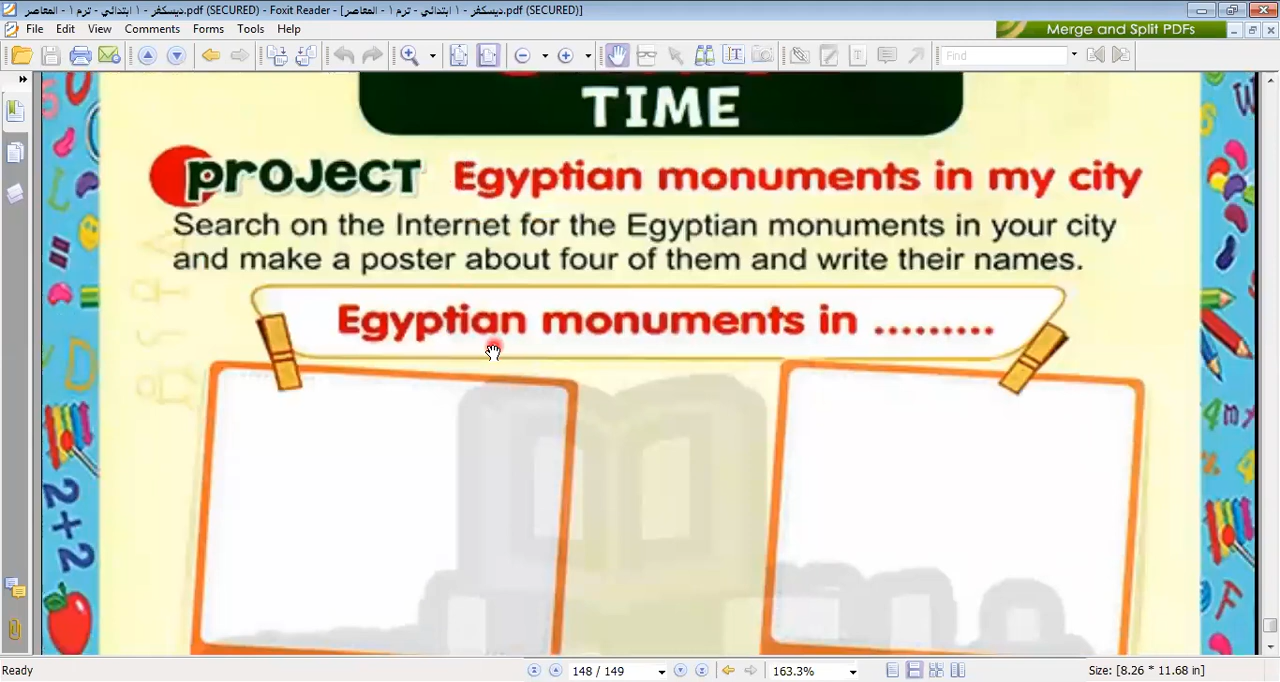 ديسكفر - ١ ابتدائي - ترم ١ - المعاصر.pdf (SECURED) - Foxit Reader - [ديسكفر - ١ ابتدائي - ترم ١ - المعاصر.pdf (SECURED)]
File Edit View Comments Forms Tools Help
Merge and Split PDFs
Find
TIME
PROJECT Egyptian monuments in my city
Search on the Internet for the Egyptian monuments in your city
and make a poster about four of them and write their names.
Egyptian monuments in .........
2+2
Ready
148 / 149
163.3%
Size: [8.26 * 11.68 in]